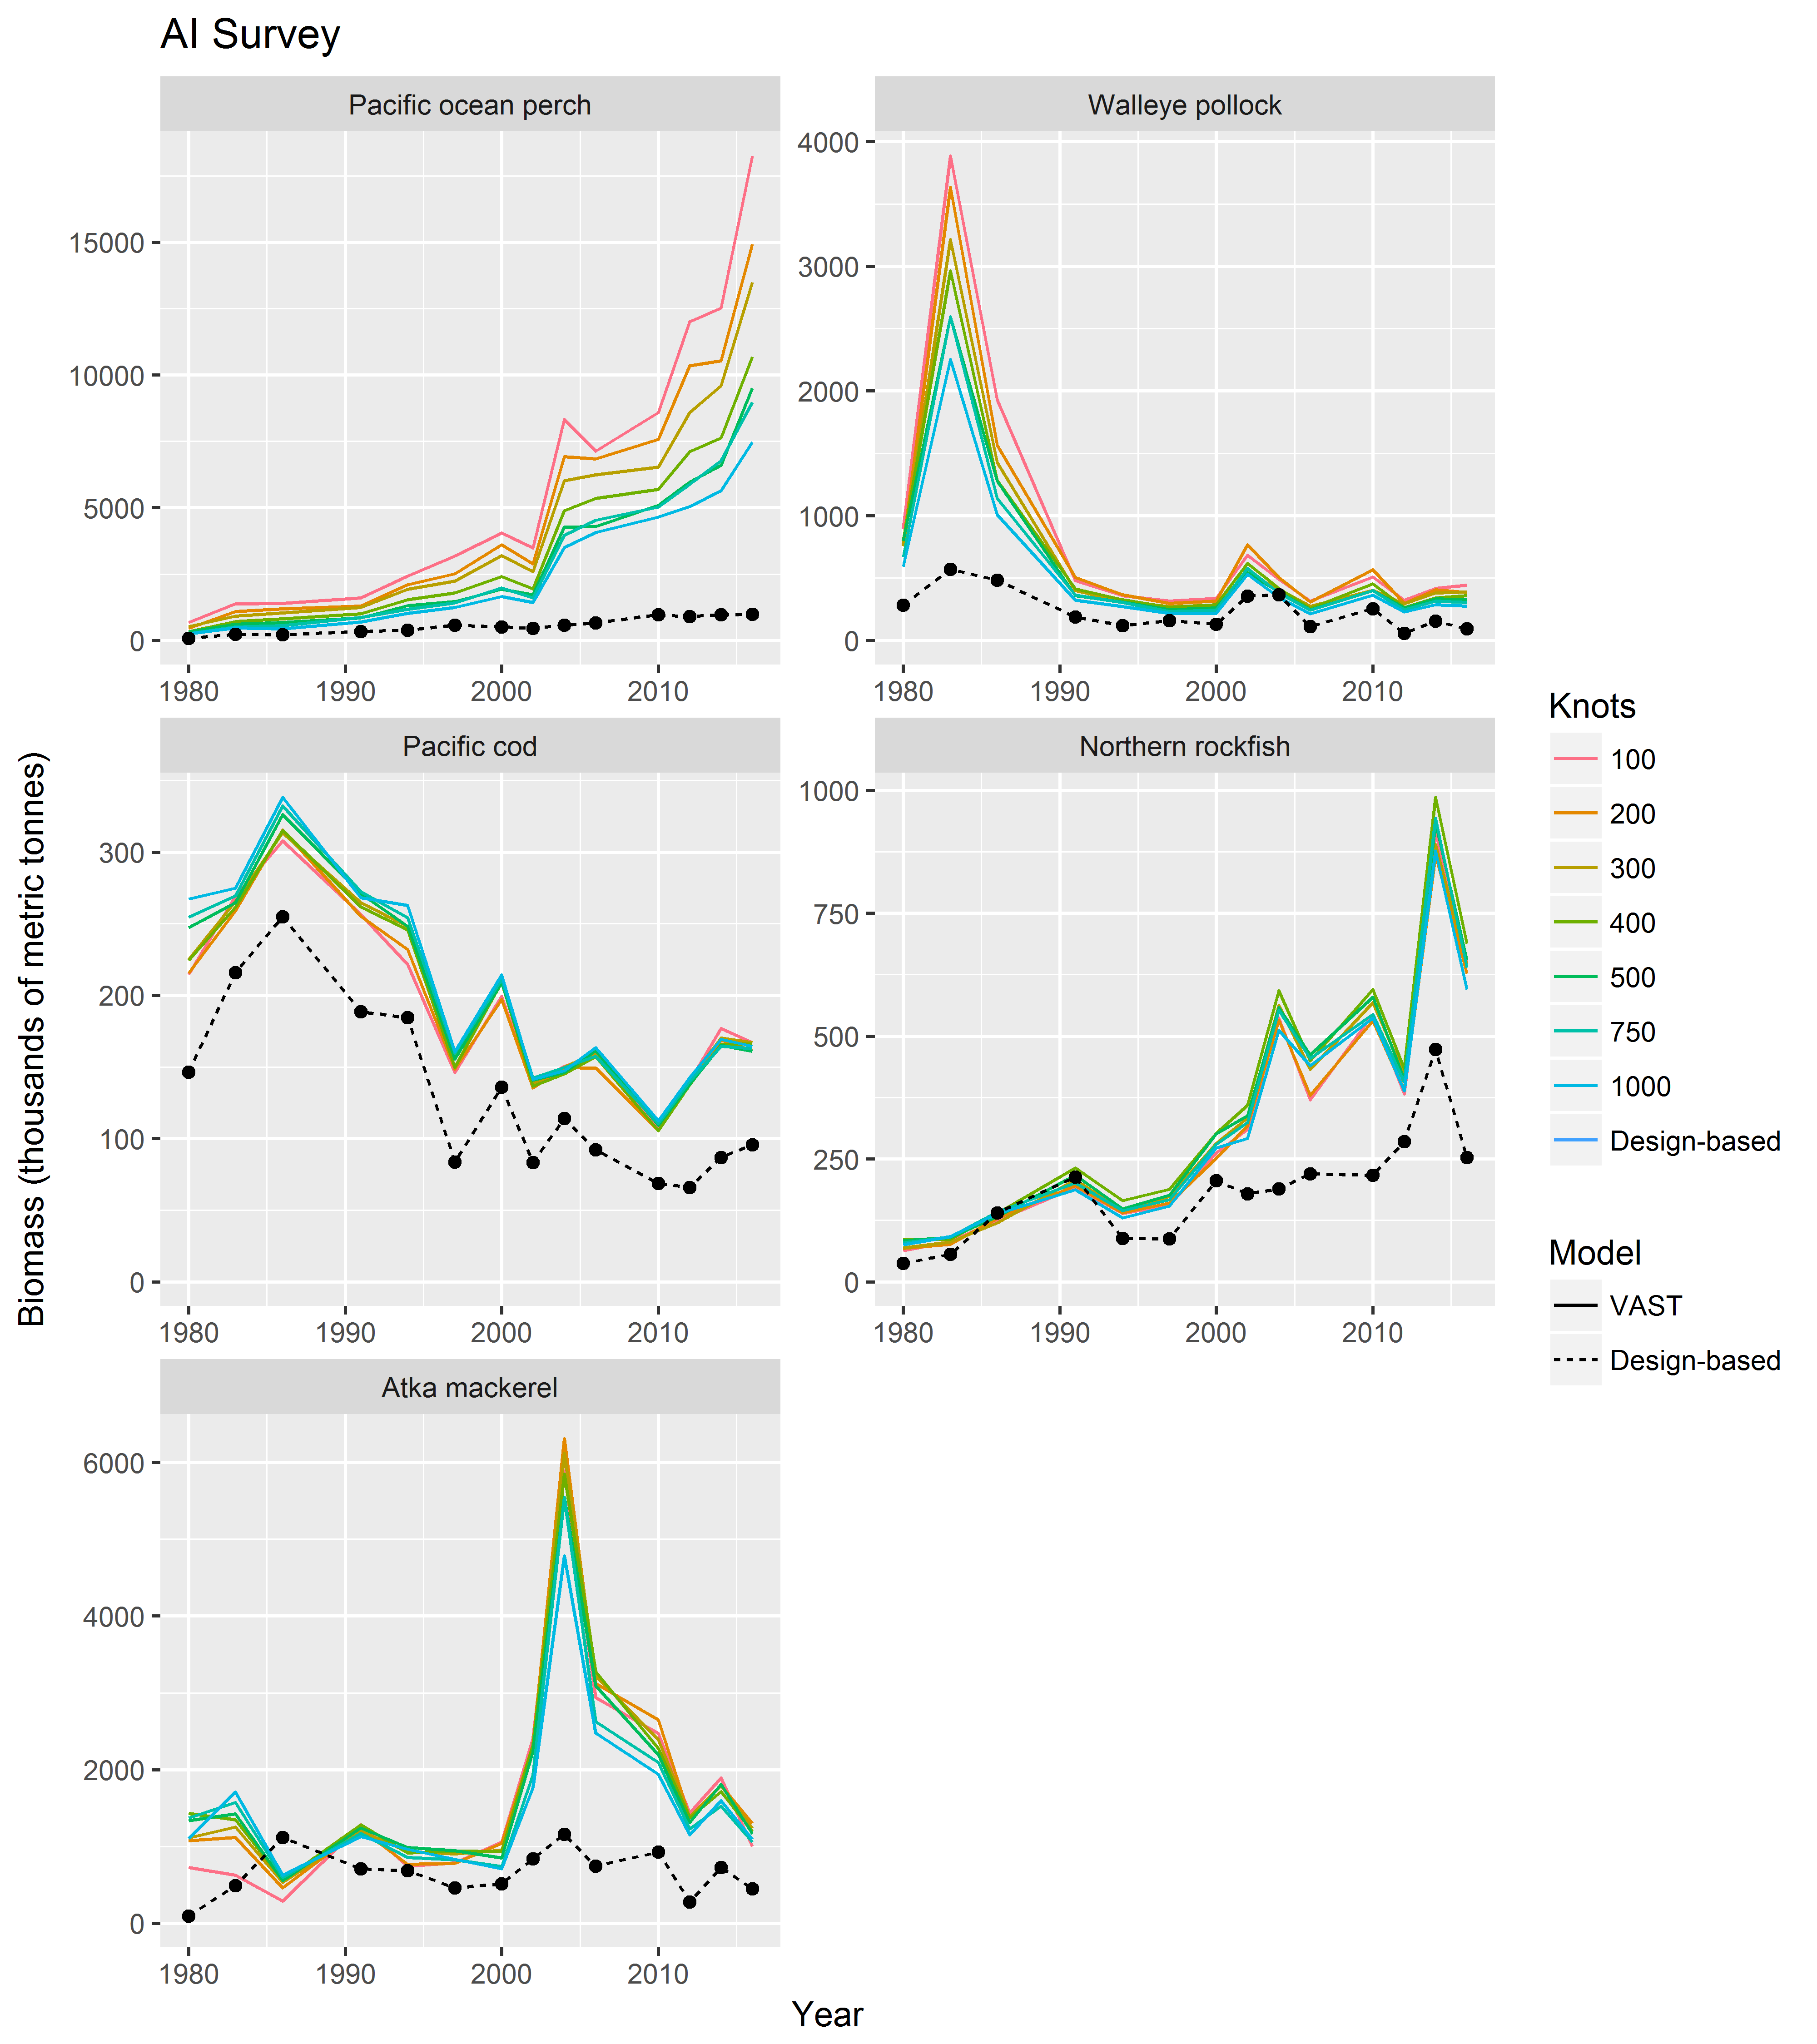 AI Survey
Pacific ocean perch
Walleye pollock
15000
10000
5000
0
4000
3000
2000
1000
0
1980 1990 2000 2010
1980 1990 2000 2010
Pacific cod
Northern rockfish
300
200
100
0
1000
750
500
250
0
1980 1990 2000 2010
1980 1990 2000 2010
Atka mackerel
6000
4000
2000
0
1980 1990 2000 2010
Year
Biomass (thousands of metric tonnes)
Knots
100
200
300
400
500
750
1000
Design-based
Model
VAST
Design-based